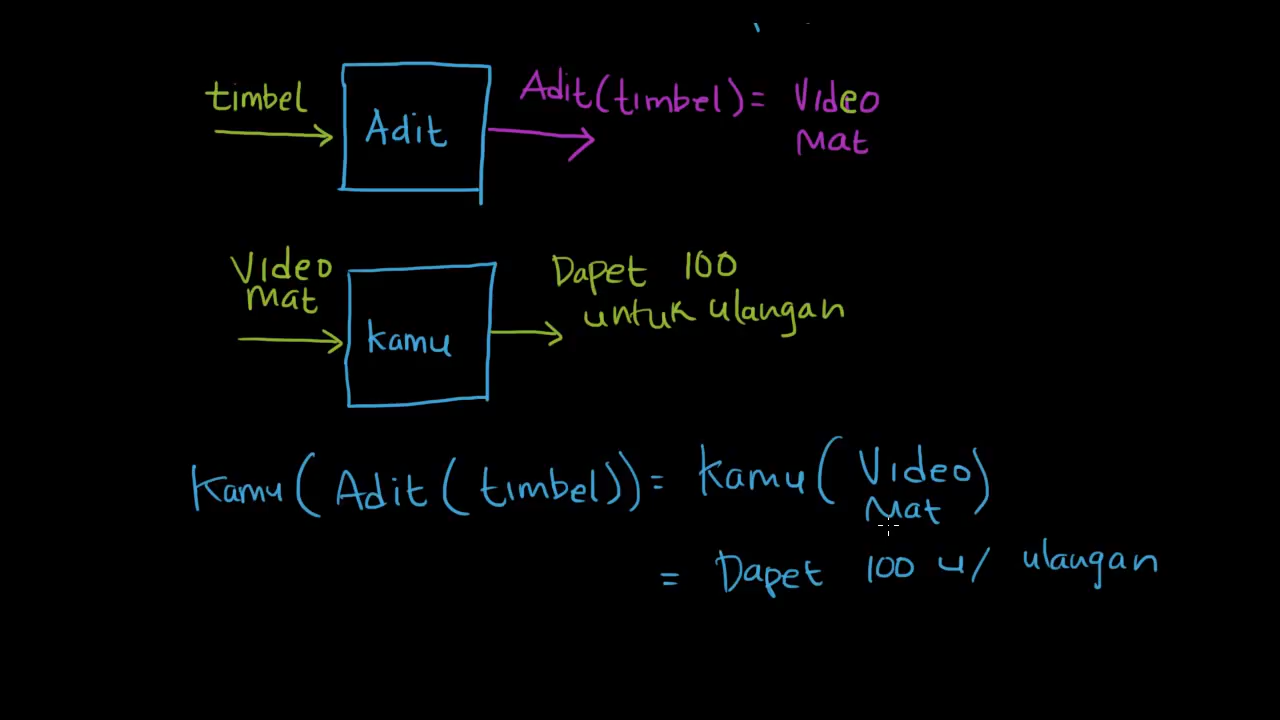 timbel
Adit
Adit(timbel) = Video
Mat
Video
Mat
kamu
Dapet 100
untuk ulangan
Kamu(Adit(timbel)) = kamu(Video)
Mat
= Dapet 100 u/ ulangan